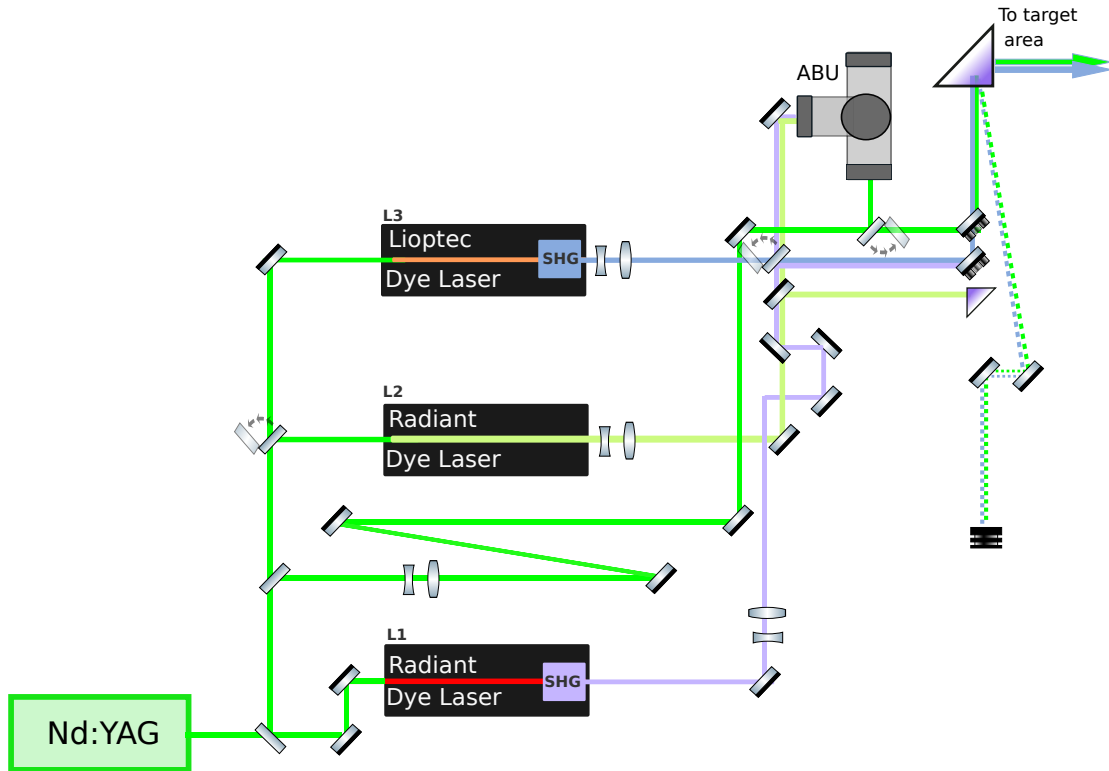 To target
area
ABU
L3
Lioptec
SHG
Dye Laser
L2
Radiant
Dye Laser
L1
Radiant
SHG
Dye Laser
Nd:YAG